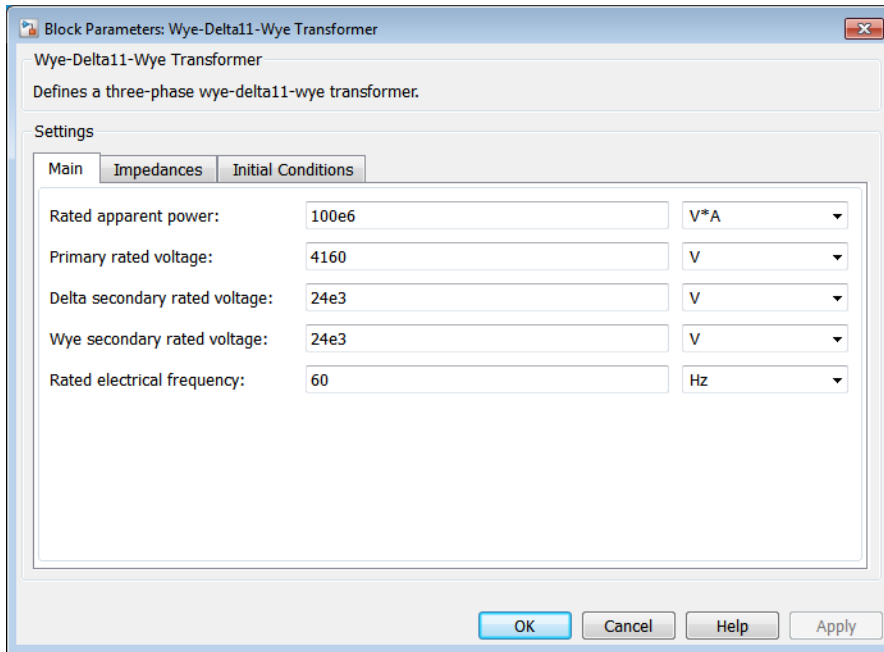 Block Parameters: Wye-Delta11-Wye Transformer
Wye-Delta11-Wye Transformer
Defines a three-phase wye-delta11-wye transformer.
Settings
Main Impedances Initial Conditions
Rated apparent power: 100e6 V*A
Primary rated voltage: 4160 V
Delta secondary rated voltage: 24e3 V
Wye secondary rated voltage: 24e3 V
Rated electrical frequency: 60 Hz
OK Cancel Help Apply